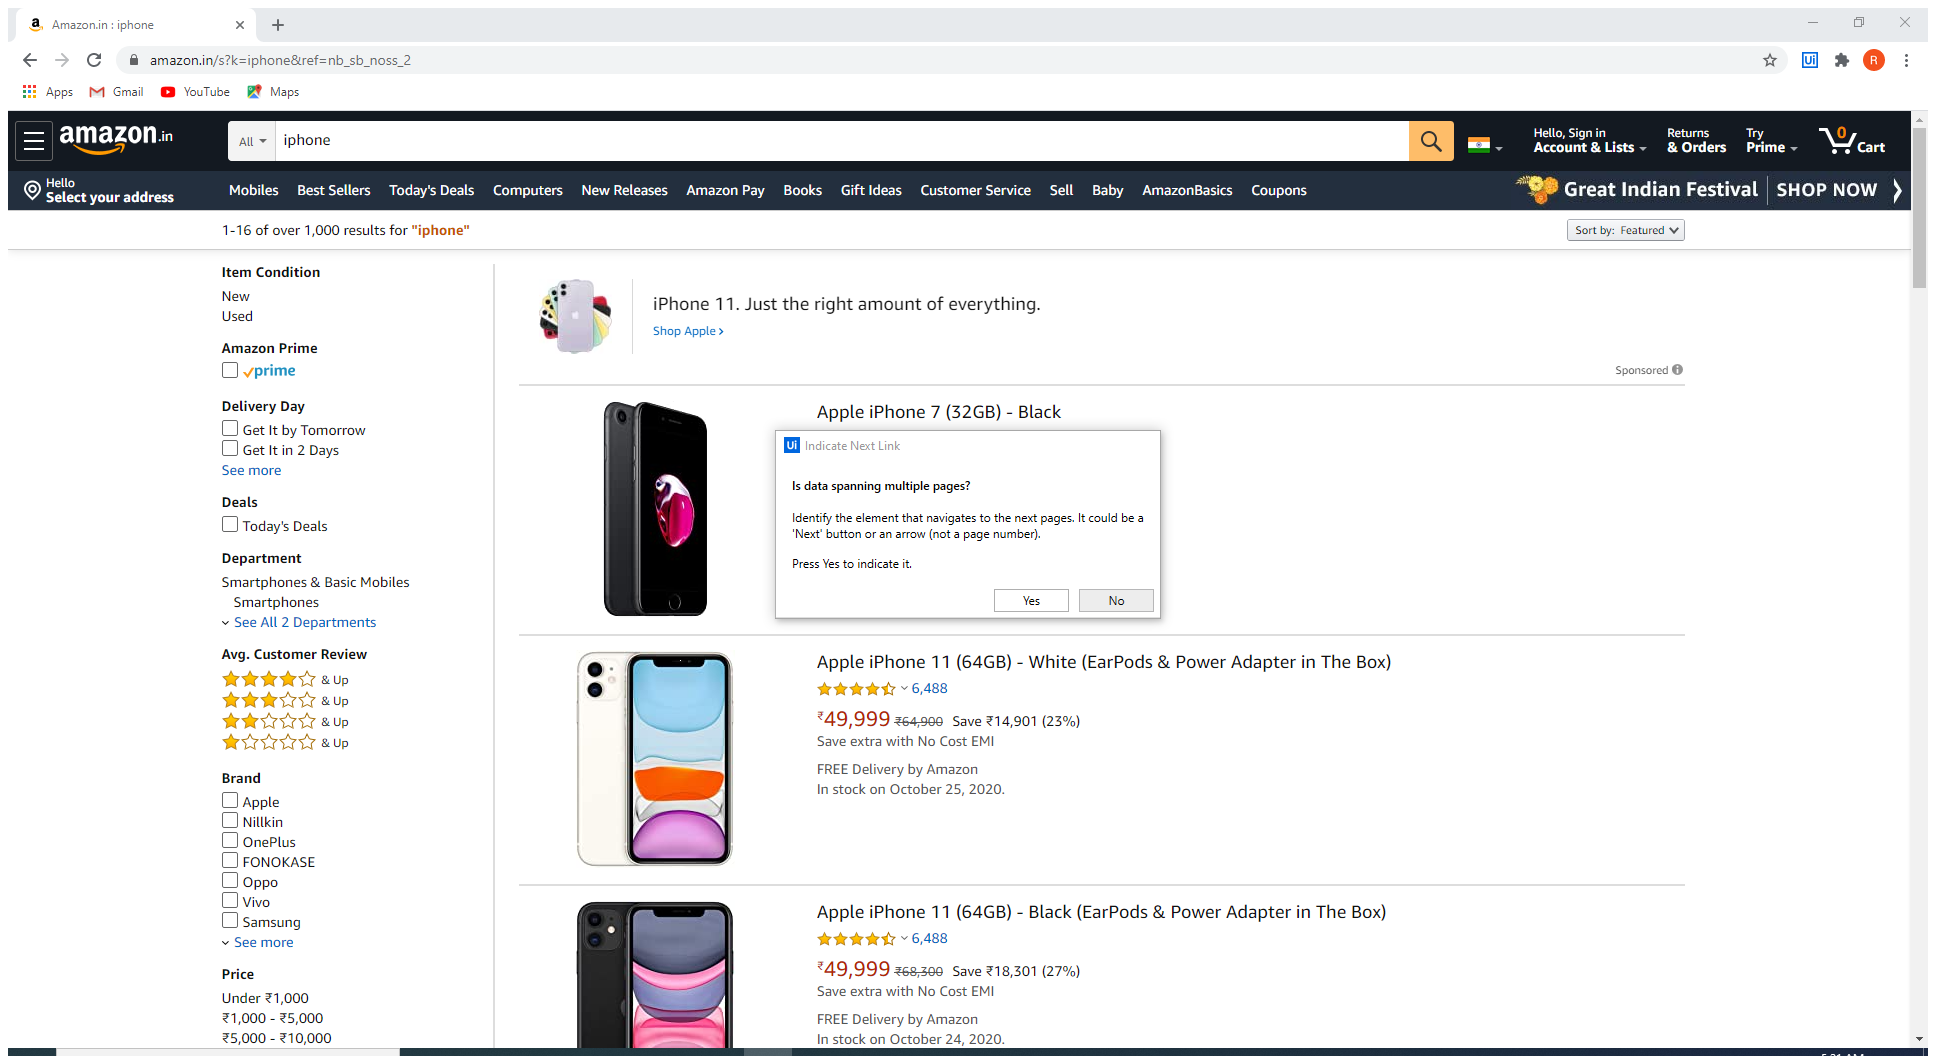 Amazon.in : iphone
amazon.in/s?k=iphone&ref=nb_sb_noss_2
Ui
R
Apps
Gmail
YouTube
Maps
amazon.in
All
iphone
Hello, Sign in
Account & Lists
Returns
& Orders
Try
Prime
0
Cart
Hello
Select your address
Mobiles
Best Sellers
Today's Deals
Computers
New Releases
Amazon Pay
Books
Gift Ideas
Customer Service
Sell
Baby
AmazonBasics
Coupons
Great Indian Festival
SHOP NOW
1-16 of over 1,000 results for "iphone"
Sort by: Featured
Item Condition
New
Used
Amazon Prime
prime
Delivery Day
Get It by Tomorrow
Get It in 2 Days
See more
Deals
Today's Deals
Department
Smartphones & Basic Mobiles
Smartphones
See All 2 Departments
Avg. Customer Review
& Up
& Up
& Up
& Up
Brand
Apple
Nillkin
OnePlus
FONOKASE
Oppo
Vivo
Samsung
See more
Price
Under ₹1,000
₹1,000 - ₹5,000
₹5,000 - ₹10,000
iPhone 11. Just the right amount of everything.
Shop Apple ›
Sponsored
Apple iPhone 7 (32GB) - Black
Ui Indicate Next Link
Is data spanning multiple pages?
Identify the element that navigates to the next pages. It could be a
'Next' button or an arrow (not a page number).
Press Yes to indicate it.
Yes
No
Apple iPhone 11 (64GB) - White (EarPods & Power Adapter in The Box)
6,488
₹49,999 ₹64,900 Save ₹14,901 (23%)
Save extra with No Cost EMI
FREE Delivery by Amazon
In stock on October 25, 2020.
Apple iPhone 11 (64GB) - Black (EarPods & Power Adapter in The Box)
6,488
₹49,999 ₹68,300 Save ₹18,301 (27%)
Save extra with No Cost EMI
FREE Delivery by Amazon
In stock on October 24, 2020.